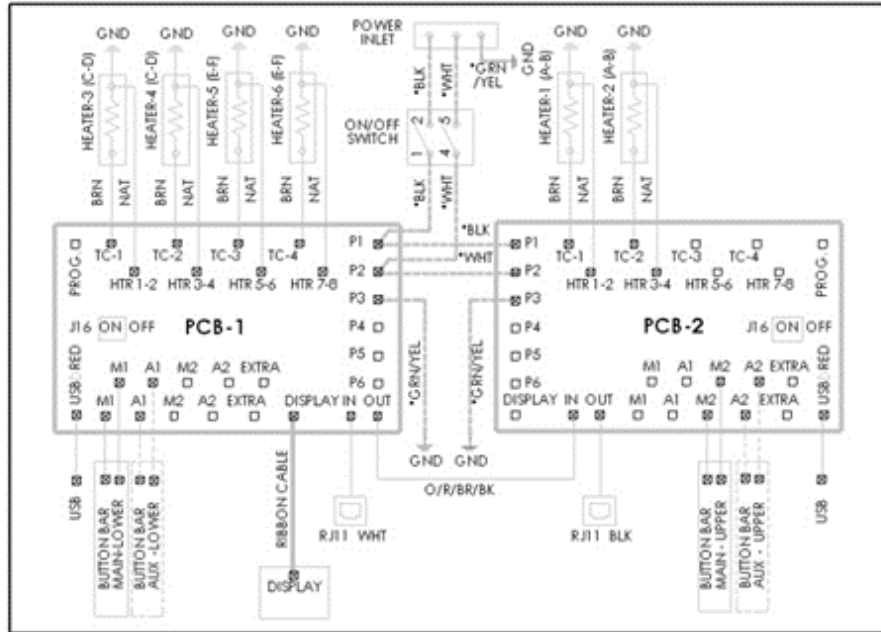 GND GND GND GND POWER INLET GND GND
HEATER-3 (C-D) HEATER-4 (C-D) HEATER-5 (E-F) HEATER-6 (E-F) *BLK *WHT *GRN/YEL GND HEATER-1 (A-B) HEATER-2 (A-B)
ON/OFF SWITCH 2 5
1 4
BRN NAT BRN NAT BRN NAT BRN NAT *BLK *WHT BRN NAT BRN NAT
PROG. TC-1 TC-2 TC-3 TC-4 P1 *BLK P1 TC-1 TC-2 TC-3 TC-4 PROG.
HTR 1-2 HTR 3-4 HTR 5-6 HTR 7-8 P2 *WHT P2 HTR 1-2 HTR 3-4 HTR 5-6 HTR 7-8
P3 P3
J16 ON OFF PCB-1 P4 P4 PCB-2 J16 ON OFF
P5 P5
USB RED M1 A1 M2 A2 EXTRA P6 *GRN/YEL *GRN/YEL P6 M1 A1 M2 A2 EXTRA USB RED
M1 A1 M2 A2 EXTRA DISPLAY IN OUT DISPLAY IN OUT M1 A1 M2 A2 EXTRA
GND GND
O/R/BR/BK
USB BUTTON BAR MAIN-LOWER BUTTON BAR AUX -LOWER RIBBON CABLE RJ11 WHT RJ11 BLK BUTTON BAR MAIN - UPPER BUTTON BAR AUX - UPPER USB
DISPLAY